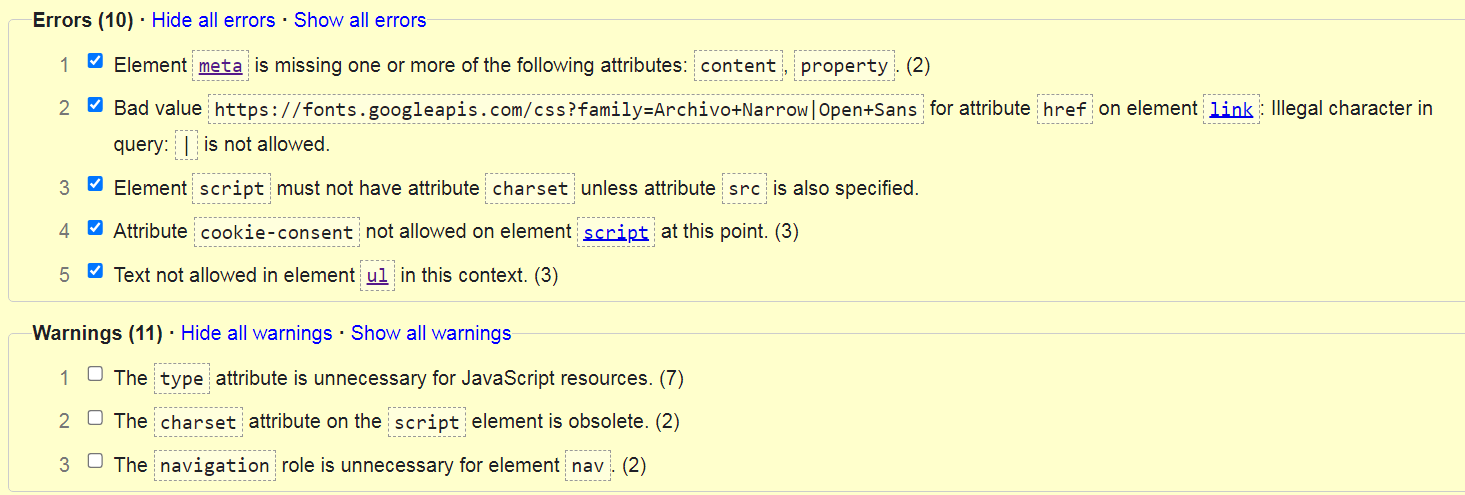 Errors (10) · Hide all errors · Show all errors
1 Element meta is missing one or more of the following attributes: content, property. (2)
2 Bad value https://fonts.googleapis.com/css?family=Archivo+Narrow|Open+Sans for attribute href on element link: Illegal character in
query: | is not allowed.
3 Element script must not have attribute charset unless attribute src is also specified.
4 Attribute cookie-consent not allowed on element script at this point. (3)
5 Text not allowed in element ul in this context. (3)
Warnings (11) · Hide all warnings · Show all warnings
1 The type attribute is unnecessary for JavaScript resources. (7)
2 The charset attribute on the script element is obsolete. (2)
3 The navigation role is unnecessary for element nav. (2)